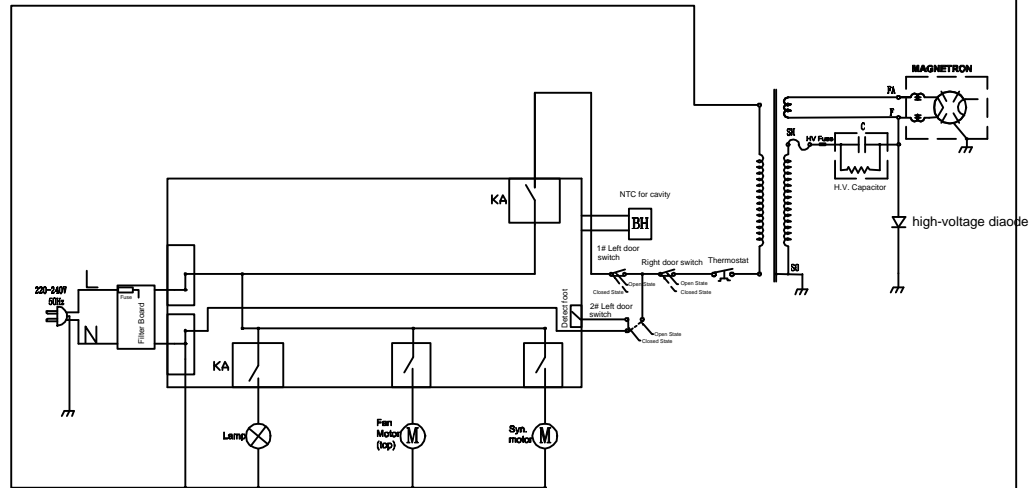 MAGNETRON
FA
F
C
SN
HV Fuse
H.V. Capacitor
KA
NTC for cavity
BH
high-voltage diaode
1# Left door
switch
Right door switch
Thermostat
Open State
Closed State
Open State
Closed State
SG
220-240V
50Hz
L
Fuse
N
Filter Board
Detect foot
2# Left door
switch
Open State
Closed State
KA
Lamp
Fan
Motor
(top)
M
Syn.
motor
M